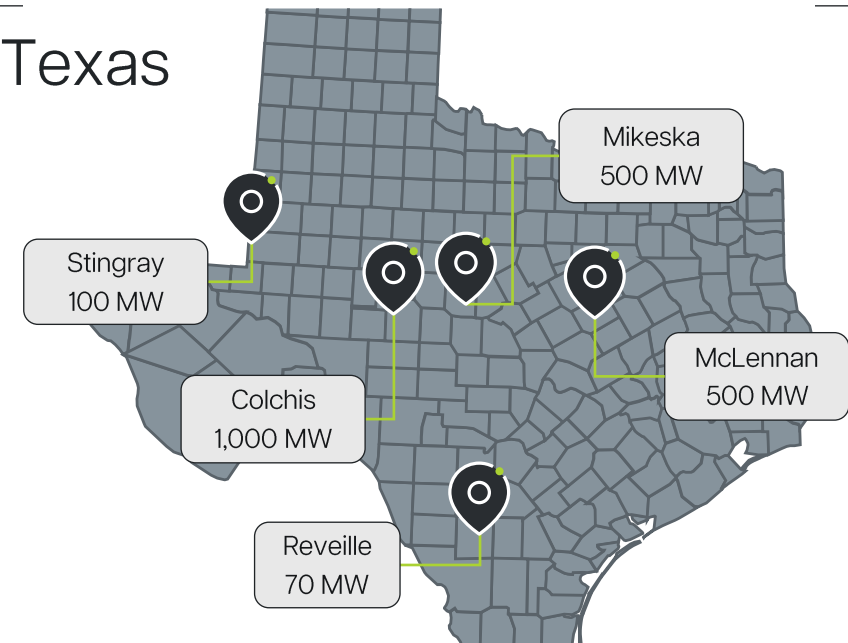 Texas
Mikeska
500 MW
Stingray
100 MW
McLennan
500 MW
Colchis
1,000 MW
Reveille
70 MW